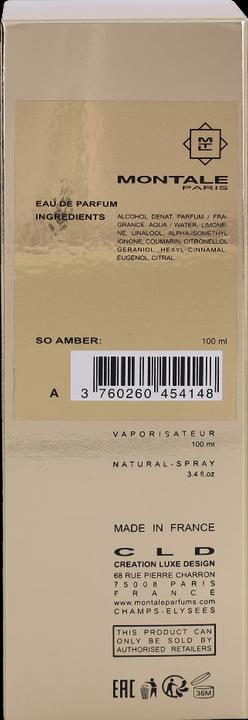 MTL
MONTALE
PARIS
EAU DE PARFUM
INGREDIENTS
ALCOHOL DENAT. PARFUM / FRA-
GRANCE. AQUA / WATER, LIMONE-
NE, LINALOOL, ALPHA-ISOMETHYL
IONONE, COUMARIN, CITRONELLOL
GERANIOL, HEXYL CINNAMAL,
EUGENOL, CITRAL
SO AMBER: 100 ml
A 3 760260 454148
VAPORISATEUR
100 ml
NATURAL-SPRAY
3.4 fl.oz
MADE IN FRANCE
CLD
CREATION LUXE DESIGN
68 RUE PIERRE CHARRON
75008 PARIS
FRANCE
www.montaleparfums.com
CHAMPS-ELYSEES
THIS PRODUCT CAN
ONLY BE SOLD BY
AUTHORISED RETAILERS
EAC 36M